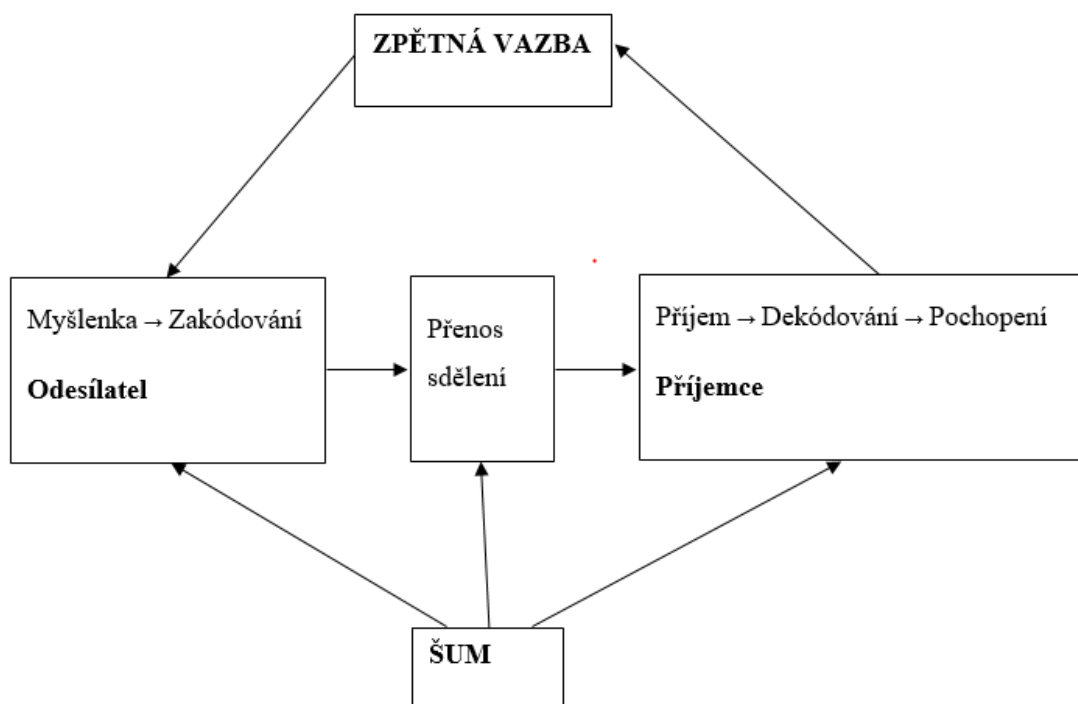 ZPĚTNÁ VAZBA
Myšlenka → Zakódování
Odesílatel
Přenos
sdělení
Příjem → Dekódování → Pochopení
Příjemce
ŠUM